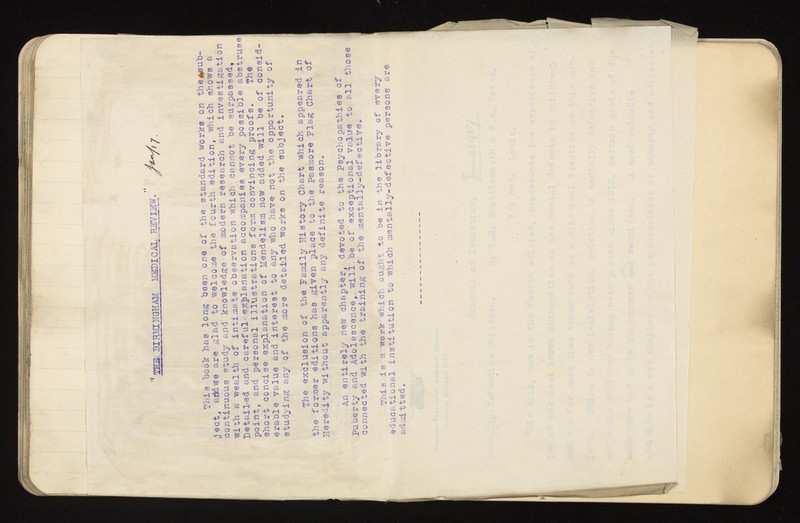 "THE BIRMINGHAM MEDICAL REVIEW." Jan/17.
This book has long been one of the standard works on the sub-
ject, and we are glad to welcome the fourth edition, which shows a
continuous study and knowledge of modern research and investigation
with a wealth of intimate observation which cannot be surpassed.
Detailed and careful explanation accompanies every possible abstruse
point, and personal illustrations form convincing proofs. The
short concise explanation of Mendelism now added will be of consid-
erable value and interest to any who have not the opportunity of
studying any of the more detailed works on the subject.
The exclusion of the Family History Chart which appeared in
the former editions has given place to the Pasmore Flag Chart of
Heredity without apparently any definite reason.
An entirely new chapter, devoted to the Psychopathies of
Puberty and Adolescence, will be of exceptional value to all those
connected with the training of the mentally-defective.
This is a work which ought to be in the library of every
educational institution to which mentally-defective persons are
admitted.